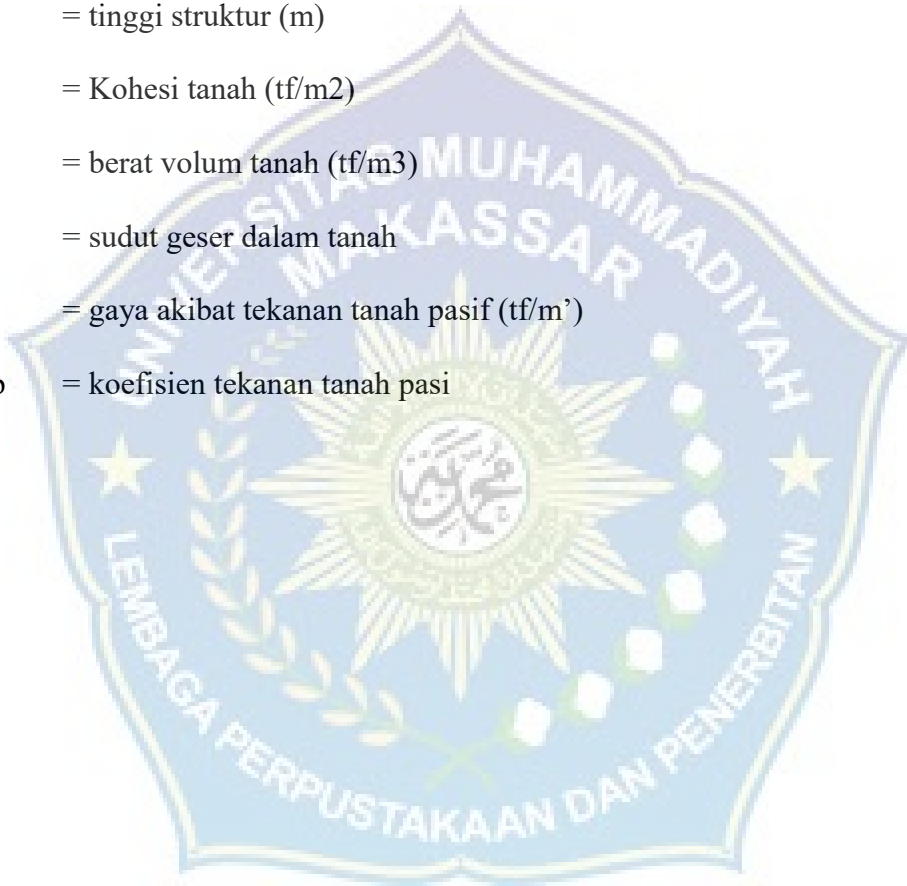 = tinggi struktur (m)
= Kohesi tanah (tf/m2)
= berat volum tanah (tf/m3)
= sudut geser dalam tanah
= gaya akibat tekanan tanah pasif (tf/m’)
= koefisien tekanan tanah pasi
UNIVERSITAS MUHAMMADIYAH
MAKASSAR
LEMBAGA PERPUSTAKAAN DAN PENERBITAN